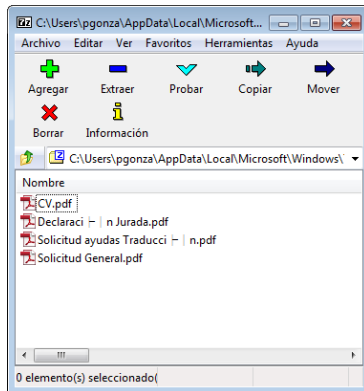 7z C:\Users\pgonza\AppData\Local\Microsoft...
Archivo Editar Ver Favoritos Herramientas Ayuda
Agregar Extraer Probar Copiar Mover
Borrar Información
7z C:\Users\pgonza\AppData\Local\Microsoft\Windows\
Nombre
CV.pdf
Declaraci ├ │ n Jurada.pdf
Solicitud ayudas Traducci ├ │ n.pdf
Solicitud General.pdf
0 elemento(s) seleccionado(